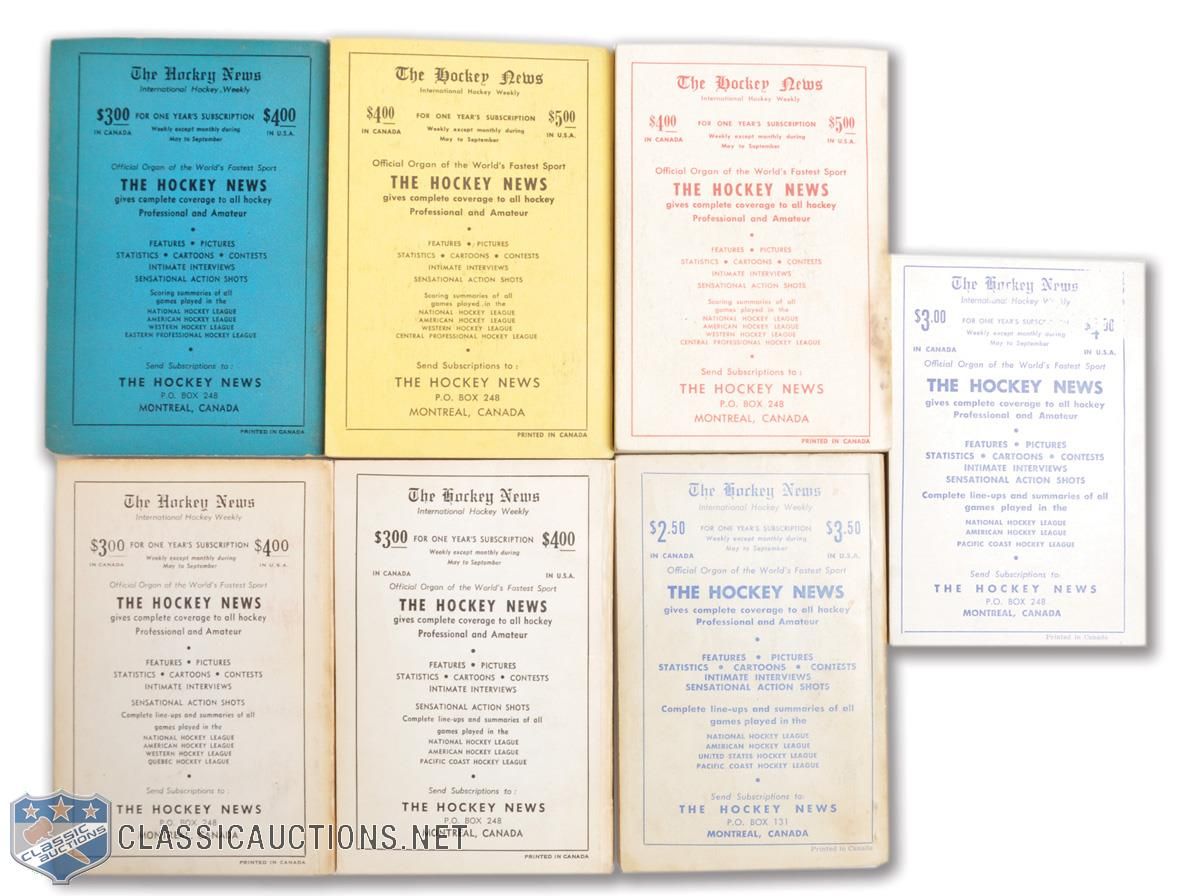 The Hockey News
International Hockey Weekly
$3.00 FOR ONE YEAR'S SUBSCRIPTION $4.00
IN CANADA Weekly except monthly during IN U.S.A.
May to September
Official Organ of the World's Fastest Sport
THE HOCKEY NEWS
gives complete coverage to all hockey
Professional and Amateur
•
FEATURES • PICTURES
STATISTICS • CARTOONS • CONTESTS
INTIMATE INTERVIEWS
SENSATIONAL ACTION SHOTS
Scoring summaries of all
games played in the
NATIONAL HOCKEY LEAGUE
AMERICAN HOCKEY LEAGUE
WESTERN HOCKEY LEAGUE
EASTERN PROFESSIONAL HOCKEY LEAGUE
•
Send Subscriptions to :
THE HOCKEY NEWS
P.O. BOX 248
MONTREAL, CANADA
PRINTED IN CANADA
The Hockey News
International Hockey Weekly
$4.00 FOR ONE YEAR'S SUBSCRIPTION $5.00
IN CANADA Weekly except monthly during IN U.S.A.
May to September
Official Organ of the World's Fastest Sport
THE HOCKEY NEWS
gives complete coverage to all hockey
Professional and Amateur
•
FEATURES • PICTURES
STATISTICS • CARTOONS • CONTESTS
INTIMATE INTERVIEWS
SENSATIONAL ACTION SHOTS
Scoring summaries of all
games played in the
NATIONAL HOCKEY LEAGUE
AMERICAN HOCKEY LEAGUE
WESTERN HOCKEY LEAGUE
CENTRAL PROFESSIONAL HOCKEY LEAGUE
•
Send Subscriptions to :
THE HOCKEY NEWS
P.O. BOX 248
MONTREAL, CANADA
PRINTED IN CANADA
The Hockey News
International Hockey Weekly
$4.00 FOR ONE YEAR'S SUBSCRIPTION $5.00
IN CANADA Weekly except monthly during IN U.S.A.
May to September
Official Organ of the World's Fastest Sport
THE HOCKEY NEWS
gives complete coverage to all hockey
Professional and Amateur
•
FEATURES • PICTURES
STATISTICS • CARTOONS • CONTESTS
INTIMATE INTERVIEWS
SENSATIONAL ACTION SHOTS
Scoring summaries of all
games played in the
NATIONAL HOCKEY LEAGUE
AMERICAN HOCKEY LEAGUE
WESTERN HOCKEY LEAGUE
CENTRAL PROFESSIONAL HOCKEY LEAGUE
•
Send Subscriptions to :
THE HOCKEY NEWS
P.O. BOX 248
MONTREAL, CANADA
PRINTED IN CANADA
The Hockey News
International Hockey Weekly
$3.00 FOR ONE YEAR'S
Weekly except monthly during
IN CANADA May to September IN U.S.A.
Official Organ of the World's Fastest Sport
THE HOCKEY NEWS
gives complete coverage to all hockey
Professional and Amateur
•
FEATURES • PICTURES
STATISTICS • CARTOONS • CONTESTS
INTIMATE INTERVIEWS
SENSATIONAL ACTION SHOTS
Complete line-ups and summaries of all
games played in the
NATIONAL HOCKEY LEAGUE
AMERICAN HOCKEY LEAGUE
PACIFIC COAST HOCKEY LEAGUE
•
Send Subscriptions to:
THE HOCKEY NEWS
P.O. BOX 248
MONTREAL, CANADA
Printed in Canada
The Hockey News
International Hockey Weekly
$3.00 FOR ONE YEAR'S SUBSCRIPTION $4.00
Weekly except monthly during
IN CANADA May to September IN U.S.A.
Official Organ of the World's Fastest Sport
THE HOCKEY NEWS
gives complete coverage to all hockey
Professional and Amateur
•
FEATURES • PICTURES
STATISTICS • CARTOONS • CONTESTS
INTIMATE INTERVIEWS
SENSATIONAL ACTION SHOTS
Complete line-ups and summaries of all
games played in the
NATIONAL HOCKEY LEAGUE
AMERICAN HOCKEY LEAGUE
WESTERN HOCKEY LEAGUE
QUEBEC HOCKEY LEAGUE
•
Send Subscriptions to :
THE HOCKEY NEWS
P.O. BOX 248
MONTREAL, CANADA
PRINTED IN CANADA
The Hockey News
International Hockey Weekly
$3.00 FOR ONE YEAR'S SUBSCRIPTION $4.00
Weekly except monthly during
May to September
IN CANADA IN U.S.A.
Official Organ of the World's Fastest Sport
THE HOCKEY NEWS
gives complete coverage to all hockey
Professional and Amateur
•
FEATURES • PICTURES
STATISTICS • CARTOONS • CONTESTS
INTIMATE INTERVIEWS
SENSATIONAL ACTION SHOTS
Complete line-ups and summaries of all
games played in the
NATIONAL HOCKEY LEAGUE
AMERICAN HOCKEY LEAGUE
PACIFIC COAST HOCKEY LEAGUE
•
Send Subscriptions to :
THE HOCKEY NEWS
P.O. BOX 248
MONTREAL, CANADA
PRINTED IN CANADA
The Hockey News
International Hockey Weekly
$2.50 FOR ONE YEAR'S SUBSCRIPTION $3.50
Weekly except monthly during
May to September
IN CANADA IN U.S.A.
Official Organ of the World's Fastest Sport
THE HOCKEY NEWS
gives complete coverage to all hockey
Professional and Amateur
•
FEATURES • PICTURES
STATISTICS • CARTOONS • CONTESTS
INTIMATE INTERVIEWS
SENSATIONAL ACTION SHOTS
Complete line-ups and summaries of all
games played in the
NATIONAL HOCKEY LEAGUE
AMERICAN HOCKEY LEAGUE
UNITED STATES HOCKEY LEAGUE
PACIFIC COAST HOCKEY LEAGUE
•
Send Subscriptions to:
THE HOCKEY NEWS
P.O. BOX 131
MONTREAL, CANADA
Printed in Canada
CLASSIC
AUCTIONS
CLASSICAUCTIONS.NET